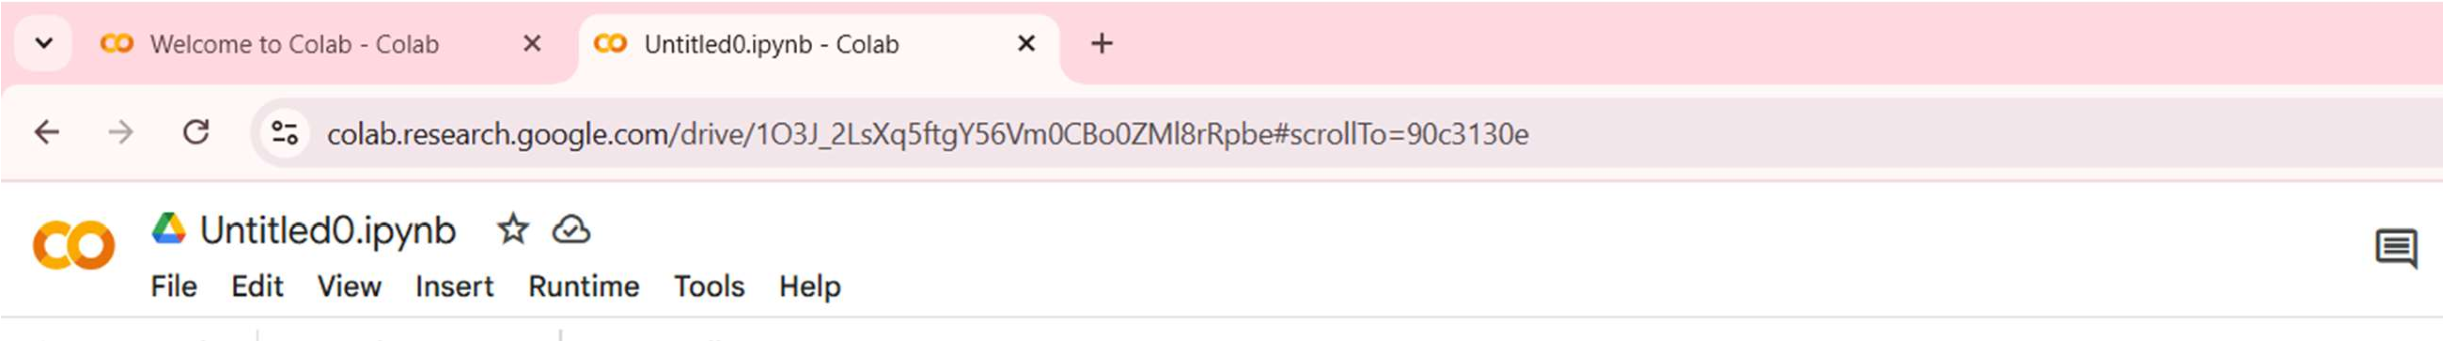 Welcome to Colab - Colab
Untitled0.ipynb - Colab
colab.research.google.com/drive/1O3J_2LsXq5ftgY56Vm0CBo0ZMl8rRpbe#scrollTo=90c3130e
Untitled0.ipynb
File Edit View Insert Runtime Tools Help